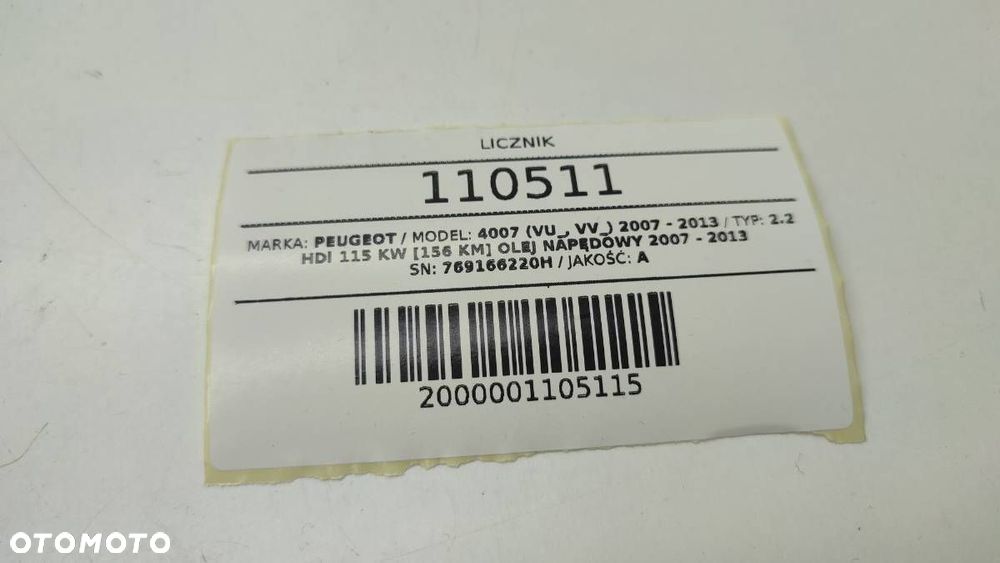 LICZNIK
110511
MARKA: PEUGEOT / MODEL: 4007 (VU_, VV_) 2007 - 2013 / TYP: 2.2
HDI 115 KW [156 KM] OLEJ NAPĘDOWY 2007 - 2013
SN: 769166220H / JAKOŚĆ: A
2000001105115
OTOMOTO